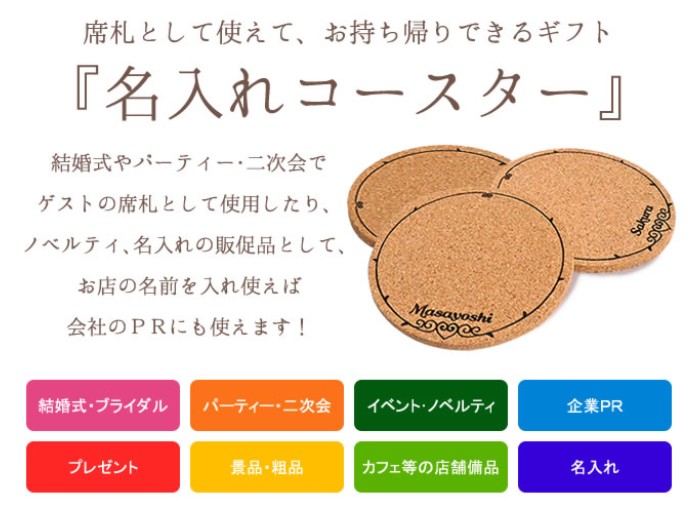 席札として使えて、お持ち帰りできるギフト
『名入れコースター』
結婚式やパーティー・二次会で
ゲストの席札として使用したり、
ノベルティ、名入れの販促品として、
お店の名前を入れ使えば
会社のＰＲにも使えます！
Sakura
Masayoshi
結婚式・ブライダル
パーティー・二次会
イベント・ノベルティ
企業PR
プレゼント
景品・粗品
カフェ等の店舗備品
名入れ